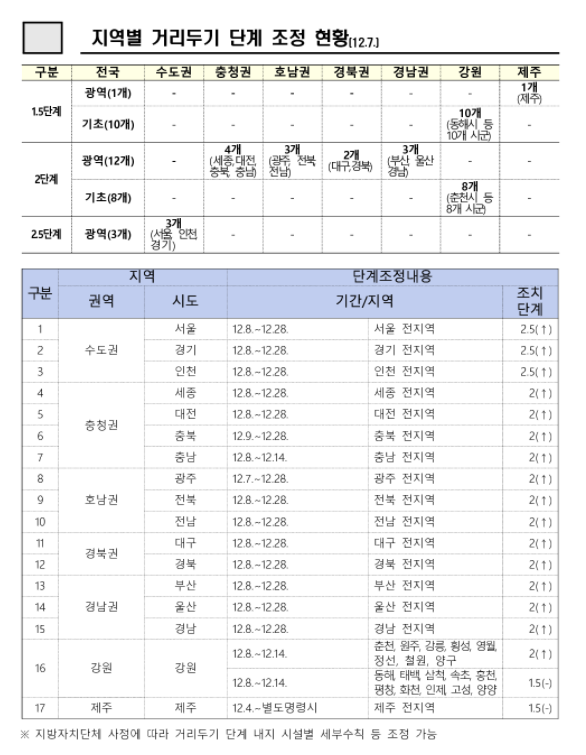 지역별 거리두기 단계 조정 현황(12.7.)
구분 전국 수도권 충청권 호남권 경북권 경남권 강원 제주
1.5단계 광역(1개) - - - - - - 1개 (제주)
기초(10개) - - - - - 10개 (동해시 등 10개 시군) -
2단계 광역(12개) - 4개 (세종,대전, 충북, 충남) 3개 (광주, 전북 전남) 2개 (대구,경북) 3개 (부산 울산 경남) - -
기초(8개) - - - - - 8개 (춘천시 등 8개 시군) -
2.5단계 광역(3개) 3개 (서울 인천 경기) - - - - - -
구분 지역 단계조정내용
권역 시도 기간/지역 조치 단계
1 수도권 서울 12.8.~12.28. 서울 전지역 2.5(↑)
2 경기 12.8.~12.28. 경기 전지역 2.5(↑)
3 인천 12.8.~12.28. 인천 전지역 2.5(↑)
4 충청권 세종 12.8.~12.28. 세종 전지역 2(↑)
5 대전 12.8.~12.28. 대전 전지역 2(↑)
6 충북 12.9.~12.28. 충북 전지역 2(↑)
7 충남 12.8.~12.14. 충남 전지역 2(↑)
8 호남권 광주 12.7.~12.28. 광주 전지역 2(↑)
9 전북 12.8.~12.28. 전북 전지역 2(↑)
10 전남 12.8.~12.28. 전남 전지역 2(↑)
11 경북권 대구 12.8.~12.28. 대구 전지역 2(↑)
12 경북 12.8.~12.28. 경북 전지역 2(↑)
13 경남권 부산 12.8.~12.28. 부산 전지역 2(↑)
14 울산 12.8.~12.28. 울산 전지역 2(↑)
15 경남 12.8.~12.28. 경남 전지역 2(↑)
16 강원 강원 12.8.~12.14. 춘천, 원주, 강릉, 횡성, 영월, 정선, 철원, 양구 2(↑)
12.8.~12.14. 동해, 태백, 삼척, 속초, 홍천, 평창, 화천, 인제, 고성, 양양 1.5(-)
17 제주 제주 12.4.~별도명령시 제주 전지역 1.5(-)
※ 지방자치단체 사정에 따라 거리두기 단계 내지 시설별 세부수칙 등 조정 가능